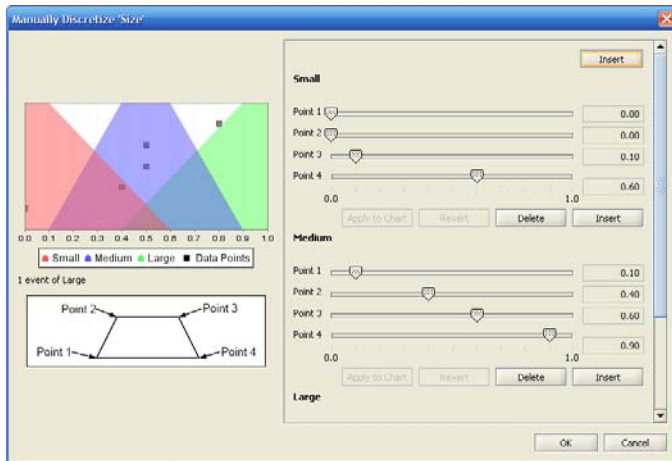 Manually Discretize 'Size'
0.0 0.1 0.2 0.3 0.4 0.5 0.6 0.7 0.8 0.9 1.0
Small Medium Large Data Points
1 event of Large
Point 2 Point 3
Point 1 Point 4
Insert
Small
Point 1 0.00
Point 2 0.00
Point 3 0.10
Point 4 0.60
0.0 1.0
Apply to Chart Revert Delete Insert
Medium
Point 1 0.10
Point 2 0.40
Point 3 0.60
Point 4 0.90
0.0 1.0
Apply to Chart Revert Delete Insert
Large
OK Cancel